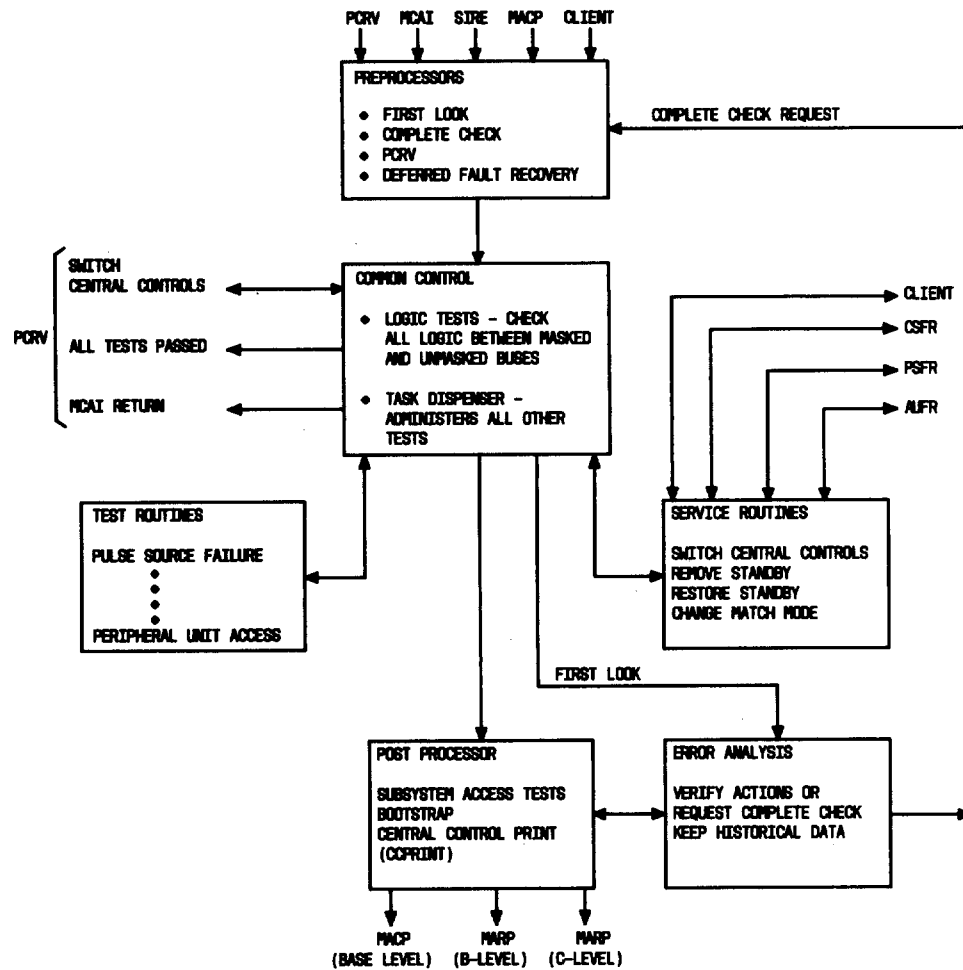 PCRV MCAI SIRE MACP CLIENT
PREPROCESSORS
• FIRST LOOK
• COMPLETE CHECK
• PCRV
• DEFERRED FAULT RECOVERY
COMPLETE CHECK REQUEST
PCRV
SWITCH
CENTRAL CONTROLS
ALL TESTS PASSED
MCAI RETURN
COMMON CONTROL
• LOGIC TESTS - CHECK
ALL LOGIC BETWEEN MASKED
AND UNMASKED BUSES
• TASK DISPENSER -
ADMINISTERS ALL OTHER
TESTS
CLIENT
CSFR
PSFR
AUFR
TEST ROUTINES
PULSE SOURCE FAILURE
•
•
•
•
PERIPHERAL UNIT ACCESS
SERVICE ROUTINES
SWITCH CENTRAL CONTROLS
REMOVE STANDBY
RESTORE STANDBY
CHANGE MATCH MODE
FIRST LOOK
POST PROCESSOR
SUBSYSTEM ACCESS TESTS
BOOTSTRAP
CENTRAL CONTROL PRINT
(CCPRINT)
ERROR ANALYSIS
VERIFY ACTIONS OR
REQUEST COMPLETE CHECK
KEEP HISTORICAL DATA
MACP
(BASE LEVEL)
MARP
(B-LEVEL)
MARP
(C-LEVEL)